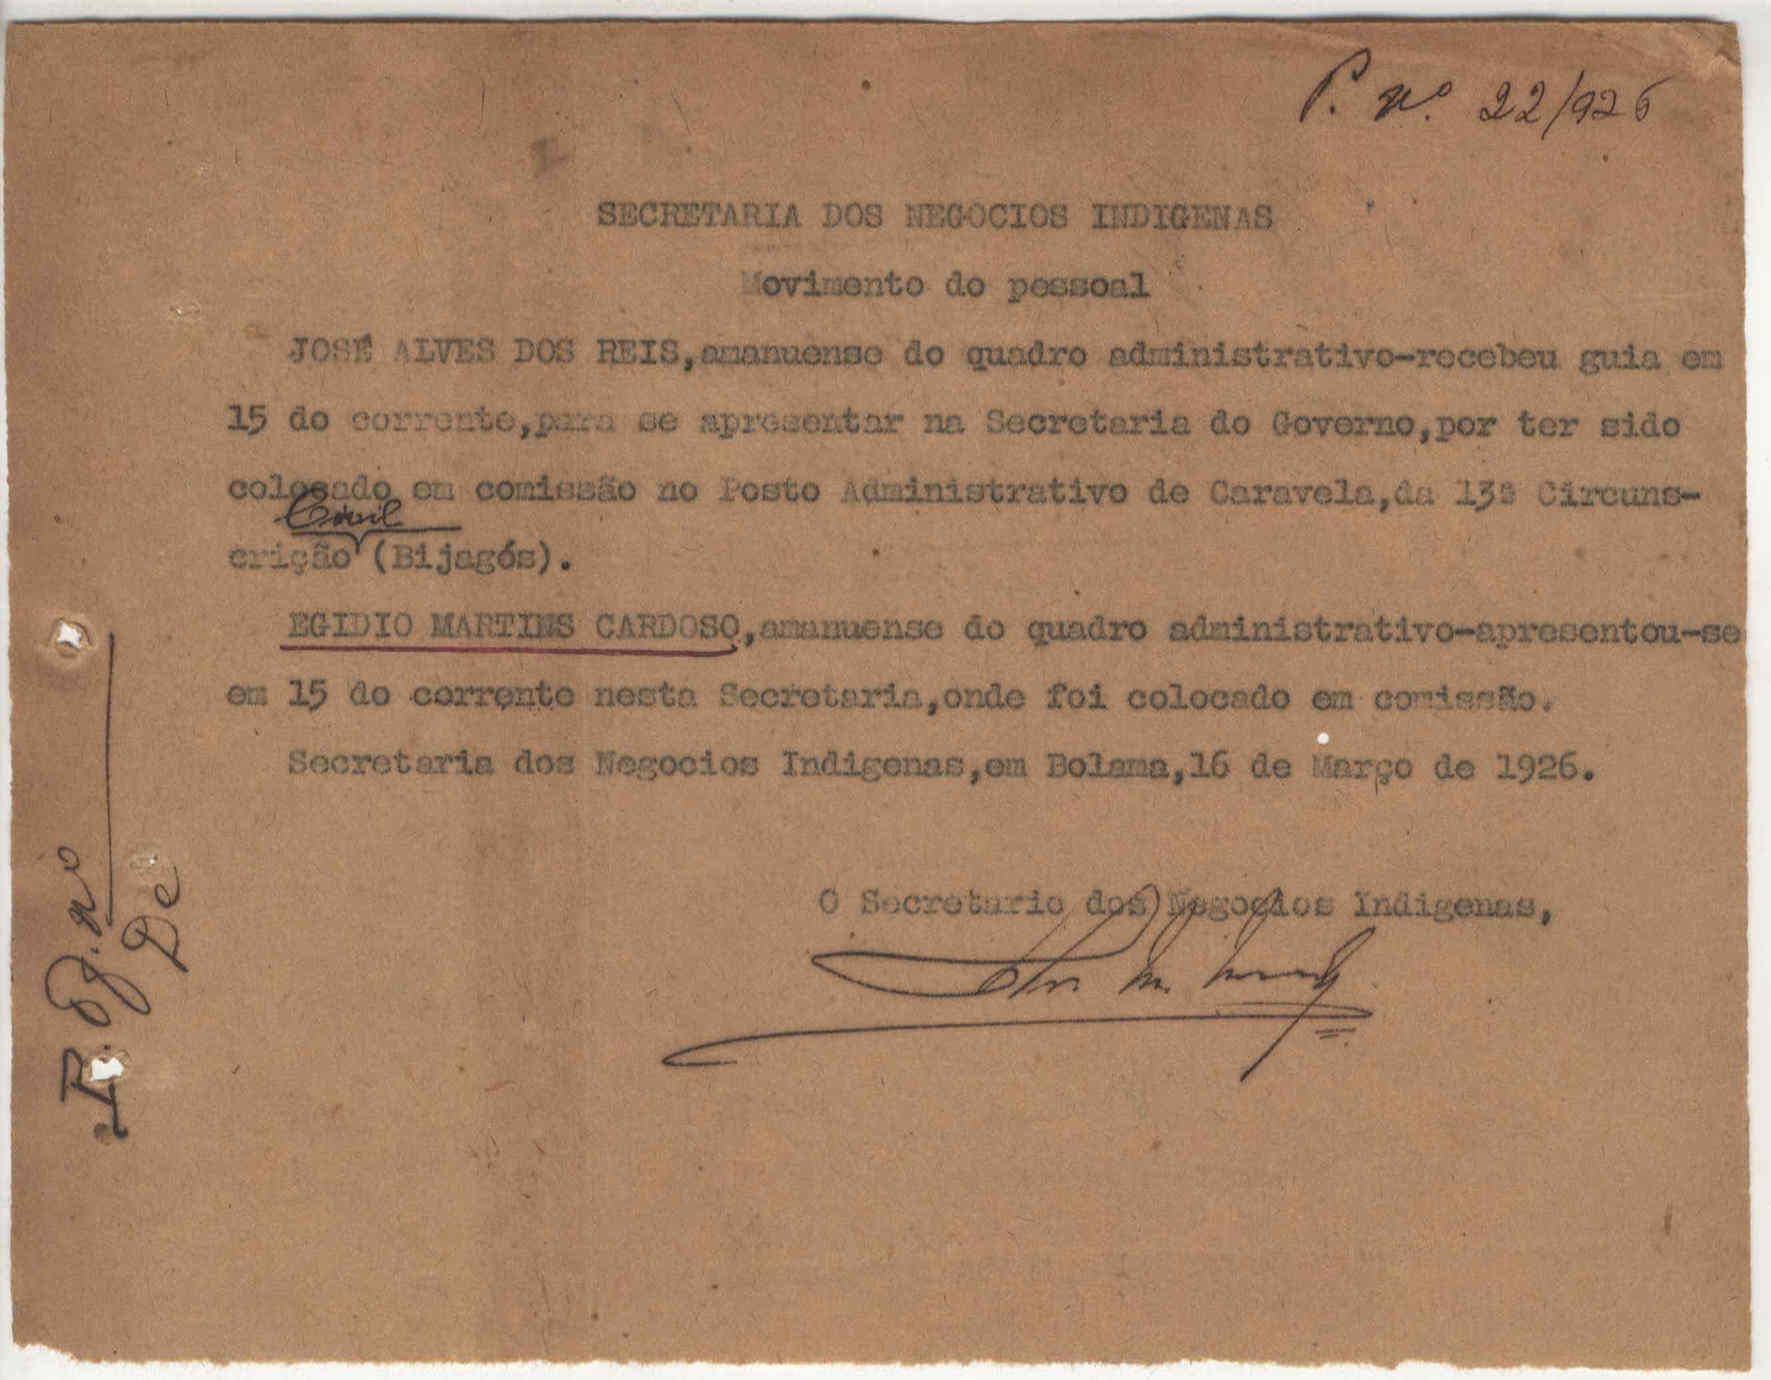 P. nº 22/926
SECRETARIA DOS NEGOCIOS INDIGENAS
Movimento do pessoal
JOSÉ ALVES DOS REIS,amanuense do quadro administrativo-recebeu guia em
15 do corrente,para se apresentar na Secretaria do Governo,por ter sido
colocado em comissão no Posto Administrativo de Caravela,da 13ª Circuns-
Civil
crição (Bijagós).
EGIDIO MARTINS CARDOSO,amanuense do quadro administrativo-apresentou-se
em 15 do corrente nesta Secretaria,onde foi colocado em comissão.
Secretaria dos Negocios Indigenas,em Bolama,16 de Março de 1926.
O Secretario dos Negocios Indigenas,
nº
De